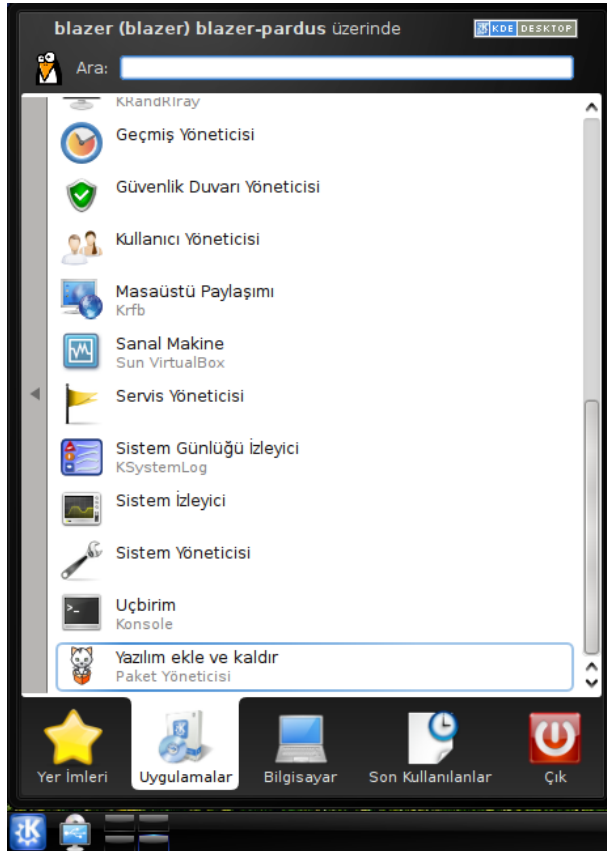 blazer (blazer) blazer-pardus üzerinde
KDE DESKTOP
Ara:
KRandRTray
Geçmiş Yöneticisi
Güvenlik Duvarı Yöneticisi
Kullanıcı Yöneticisi
Masaüstü Paylaşımı
Krfb
Sanal Makine
Sun VirtualBox
Servis Yöneticisi
Sistem Günlüğü İzleyici
KSystemLog
Sistem İzleyici
Sistem Yöneticisi
Uçbirim
Konsole
Yazılım ekle ve kaldır
Paket Yöneticisi
Yer İmleri
Uygulamalar
Bilgisayar
Son Kullanılanlar
Çık